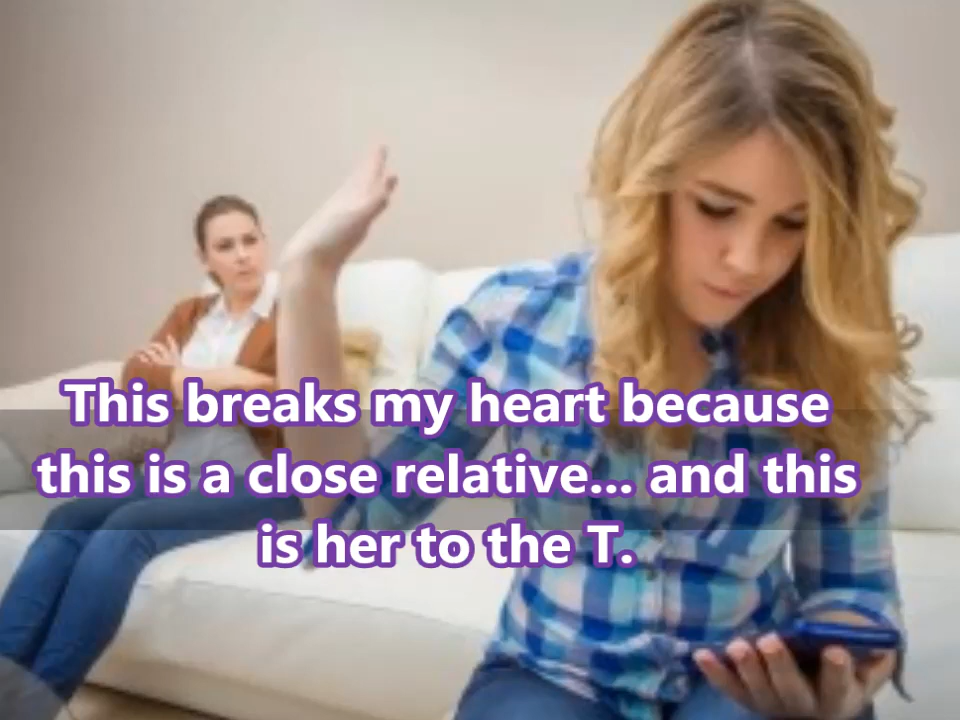 This breaks my heart because
this is a close relative... and this
is her to the T.